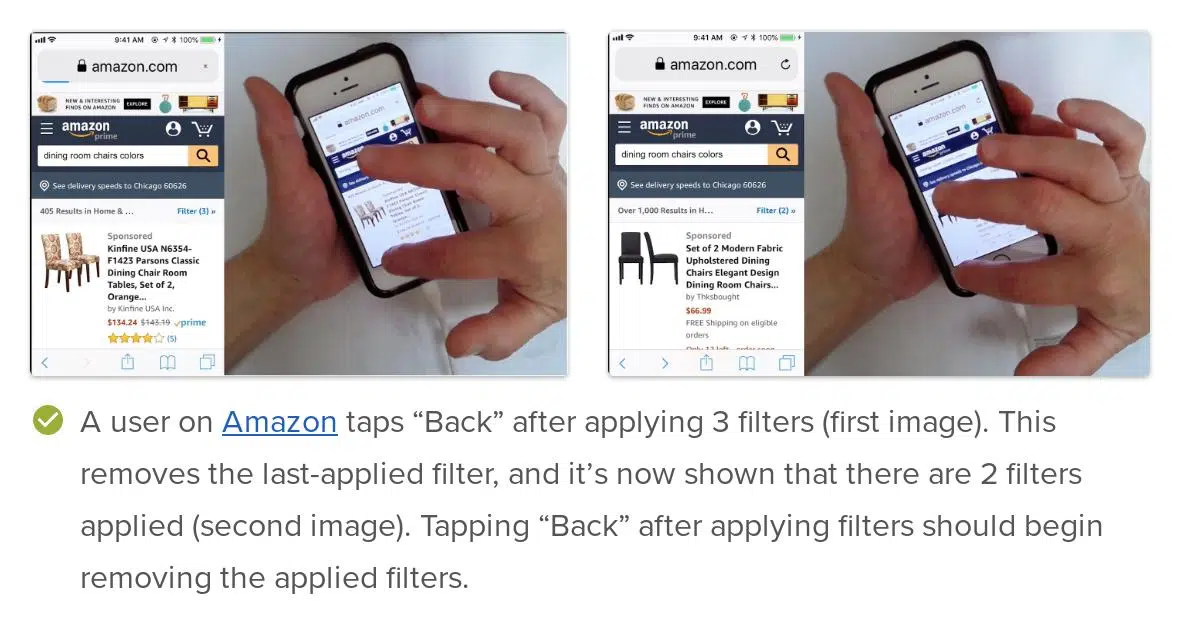 9:41 AM 100%
amazon.com
NEW & INTERESTING
FINDS ON AMAZON
EXPLORE
amazon
prime
dining room chairs colors
See delivery speeds to Chicago 60626
405 Results in Home & ...
Filter (3) »
Sponsored
Kinfine USA N6354-
F1423 Parsons Classic
Dining Chair Room
Tables, Set of 2,
Orange...
by Kinfine USA Inc.
$134.24 $143.19 prime
(5)
amazon.com
9:41 AM 100%
amazon.com
NEW & INTERESTING
FINDS ON AMAZON
EXPLORE
amazon
prime
dining room chairs colors
See delivery speeds to Chicago 60626
Over 1,000 Results in H...
Filter (2) »
Sponsored
Set of 2 Modern Fabric
Upholstered Dining
Chairs Elegant Design
Dining Room Chairs...
by Thksbought
$66.99
FREE Shipping on eligible
orders
amazon.com
A user on Amazon taps “Back” after applying 3 filters (first image). This
removes the last-applied filter, and it’s now shown that there are 2 filters
applied (second image). Tapping “Back” after applying filters should begin
removing the applied filters.